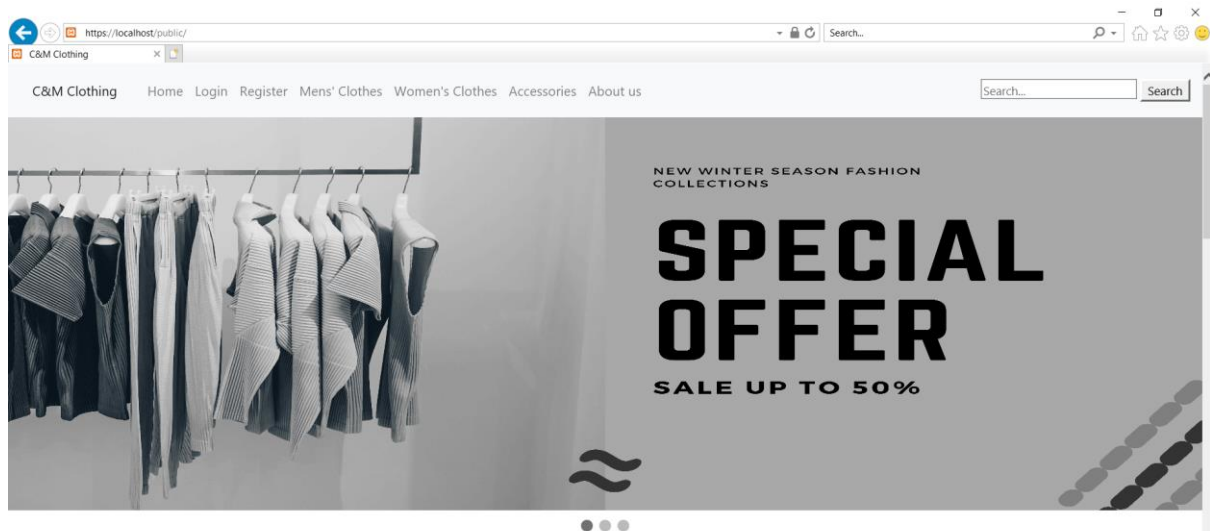 https://localhost/public/
Search...
C&M Clothing
C&M Clothing Home Login Register Mens' Clothes Women's Clothes Accessories About us
Search... Search
NEW WINTER SEASON FASHION
COLLECTIONS
SPECIAL
OFFER
SALE UP TO 50%